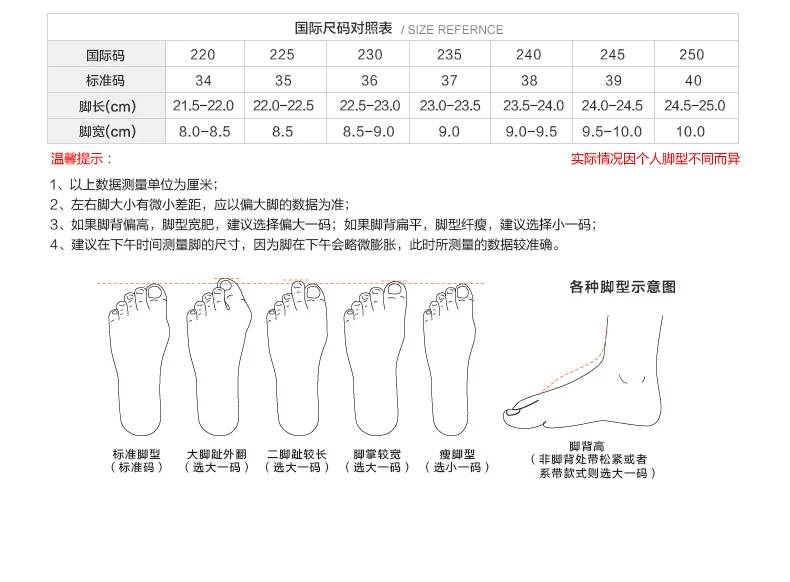 国际尺码对照表 / SIZE REFERNCE
国际码 220 225 230 235 240 245 250
标准码 34 35 36 37 38 39 40
脚长(cm) 21.5-22.0 22.0-22.5 22.5-23.0 23.0-23.5 23.5-24.0 24.0-24.5 24.5-25.0
脚宽(cm) 8.0-8.5 8.5 8.5-9.0 9.0 9.0-9.5 9.5-10.0 10.0
温馨提示： 实际情况因个人脚型不同而异
1、以上数据测量单位为厘米；
2、左右脚大小有微小差距，应以偏大脚的数据为准；
3、如果脚背偏高，脚型宽肥，建议选择偏大一码；如果脚背扁平，脚型纤瘦，建议选择小一码；
4、建议在下午时间测量脚的尺寸，因为脚在下午会略微膨胀，此时所测量的数据较准确。
各种脚型示意图
标准脚型
（标准码）
大脚趾外翻
（选大一码）
二脚趾较长
（选大一码）
脚掌较宽
（选大一码）
瘦脚型
（选小一码）
脚背高
（非脚背处带松紧或者
系带款式则选大一码）